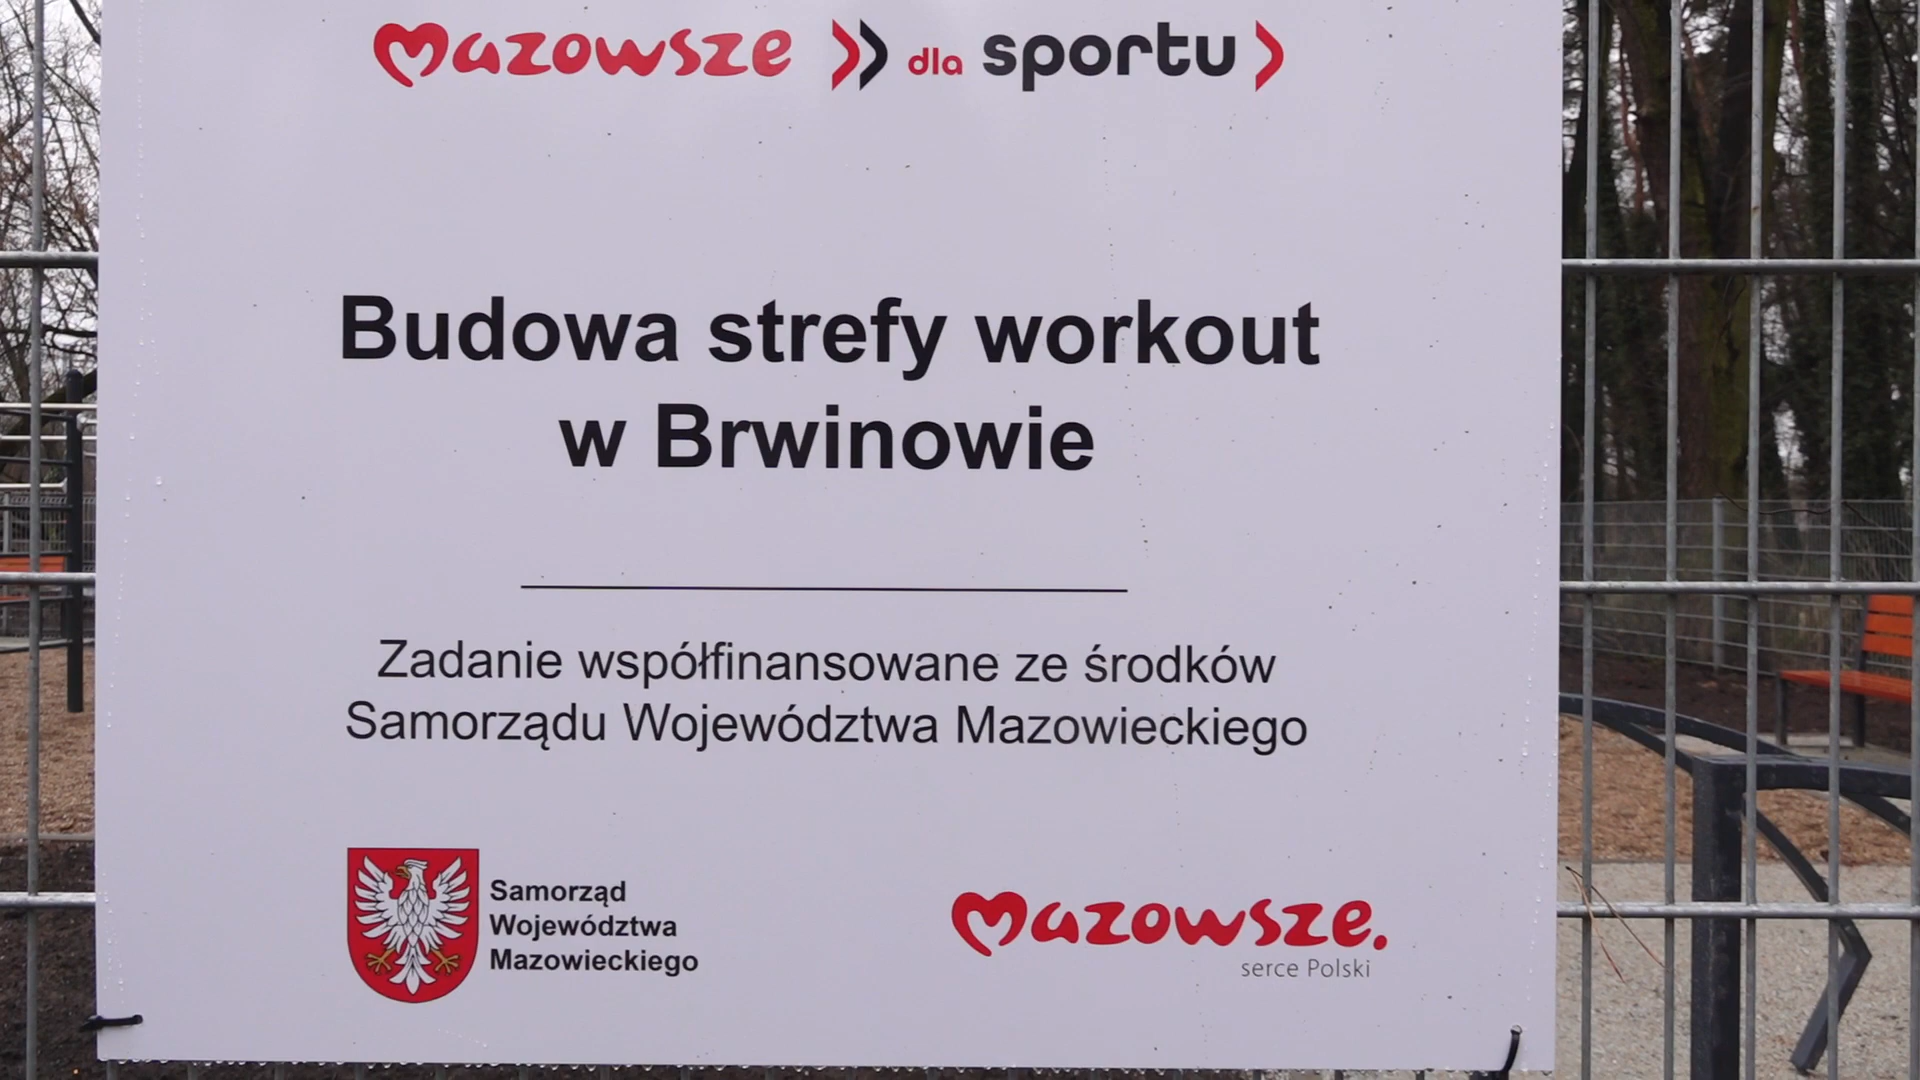 mazowsze dla sportu
Budowa strefy workout
w Brwinowie
Zadanie współfinansowane ze środków
Samorządu Województwa Mazowieckiego
Samorząd
Województwa
Mazowieckiego
mazowsze.
serce Polski